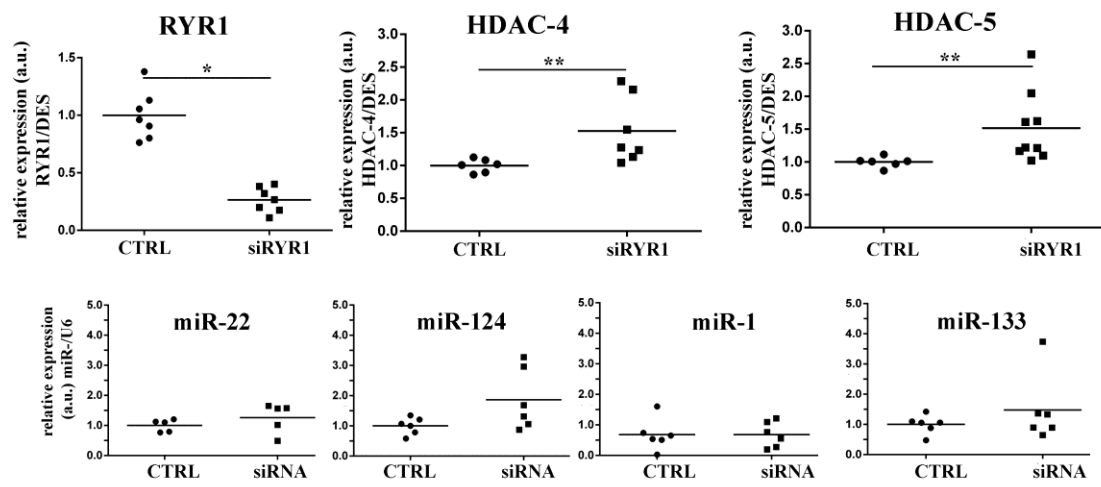 RYR1
relative expression (a.u.)
RYR1/DES
1.5
1.0
0.5
0.0
*
CTRL
siRYR1
HDAC-4
relative expression (a.u.)
HDAC-4/DES
3.0
2.5
2.0
1.5
1.0
0.5
0.0
**
CTRL
siRYR1
HDAC-5
relative expression (a.u.)
HDAC-5/DES
3.0
2.5
2.0
1.5
1.0
0.5
0.0
**
CTRL
siRYR1
relative expression
(a.u.) miR-/U6
miR-22
5.0
4.0
3.0
2.0
1.0
0.0
CTRL
siRNA
miR-124
5.0
4.0
3.0
2.0
1.0
0.0
CTRL
siRNA
miR-1
5.0
4.0
3.0
2.0
1.0
0.0
CTRL
siRNA
miR-133
5.0
4.0
3.0
2.0
1.0
0.0
CTRL
siRNA